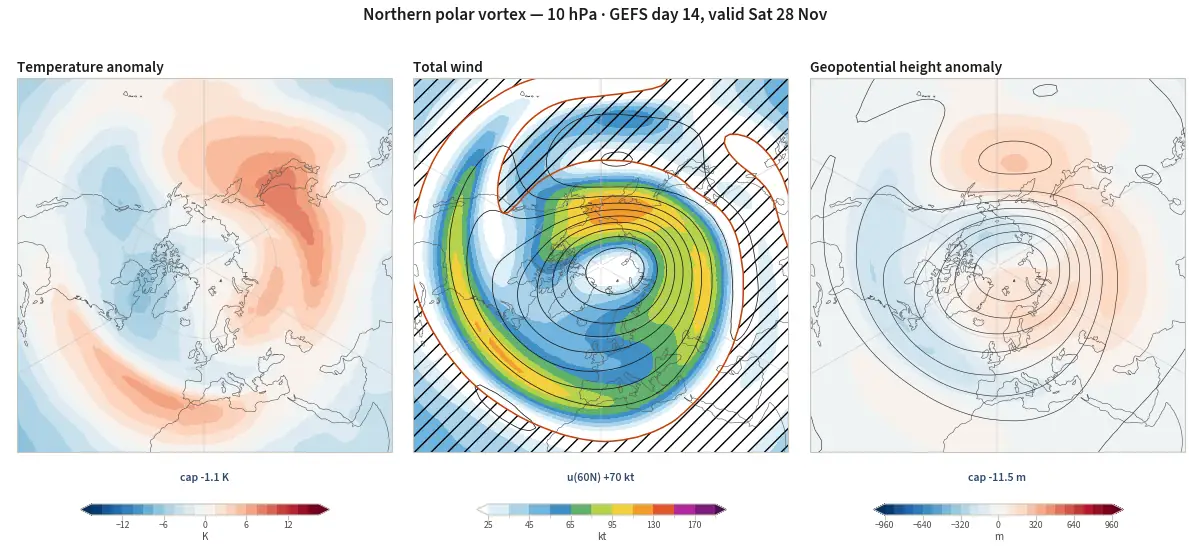 Northern polar vortex — 10 hPa · GEFS day 14, valid Sat 28 Nov
Temperature anomaly
Total wind
Geopotential height anomaly
cap -1.1 K
u(60N) +70 kt
cap -11.5 m
−12 −6 0 6 12
K
25 45 65 95 130 170
kt
−960 −640 −320 0 320 640 960
m